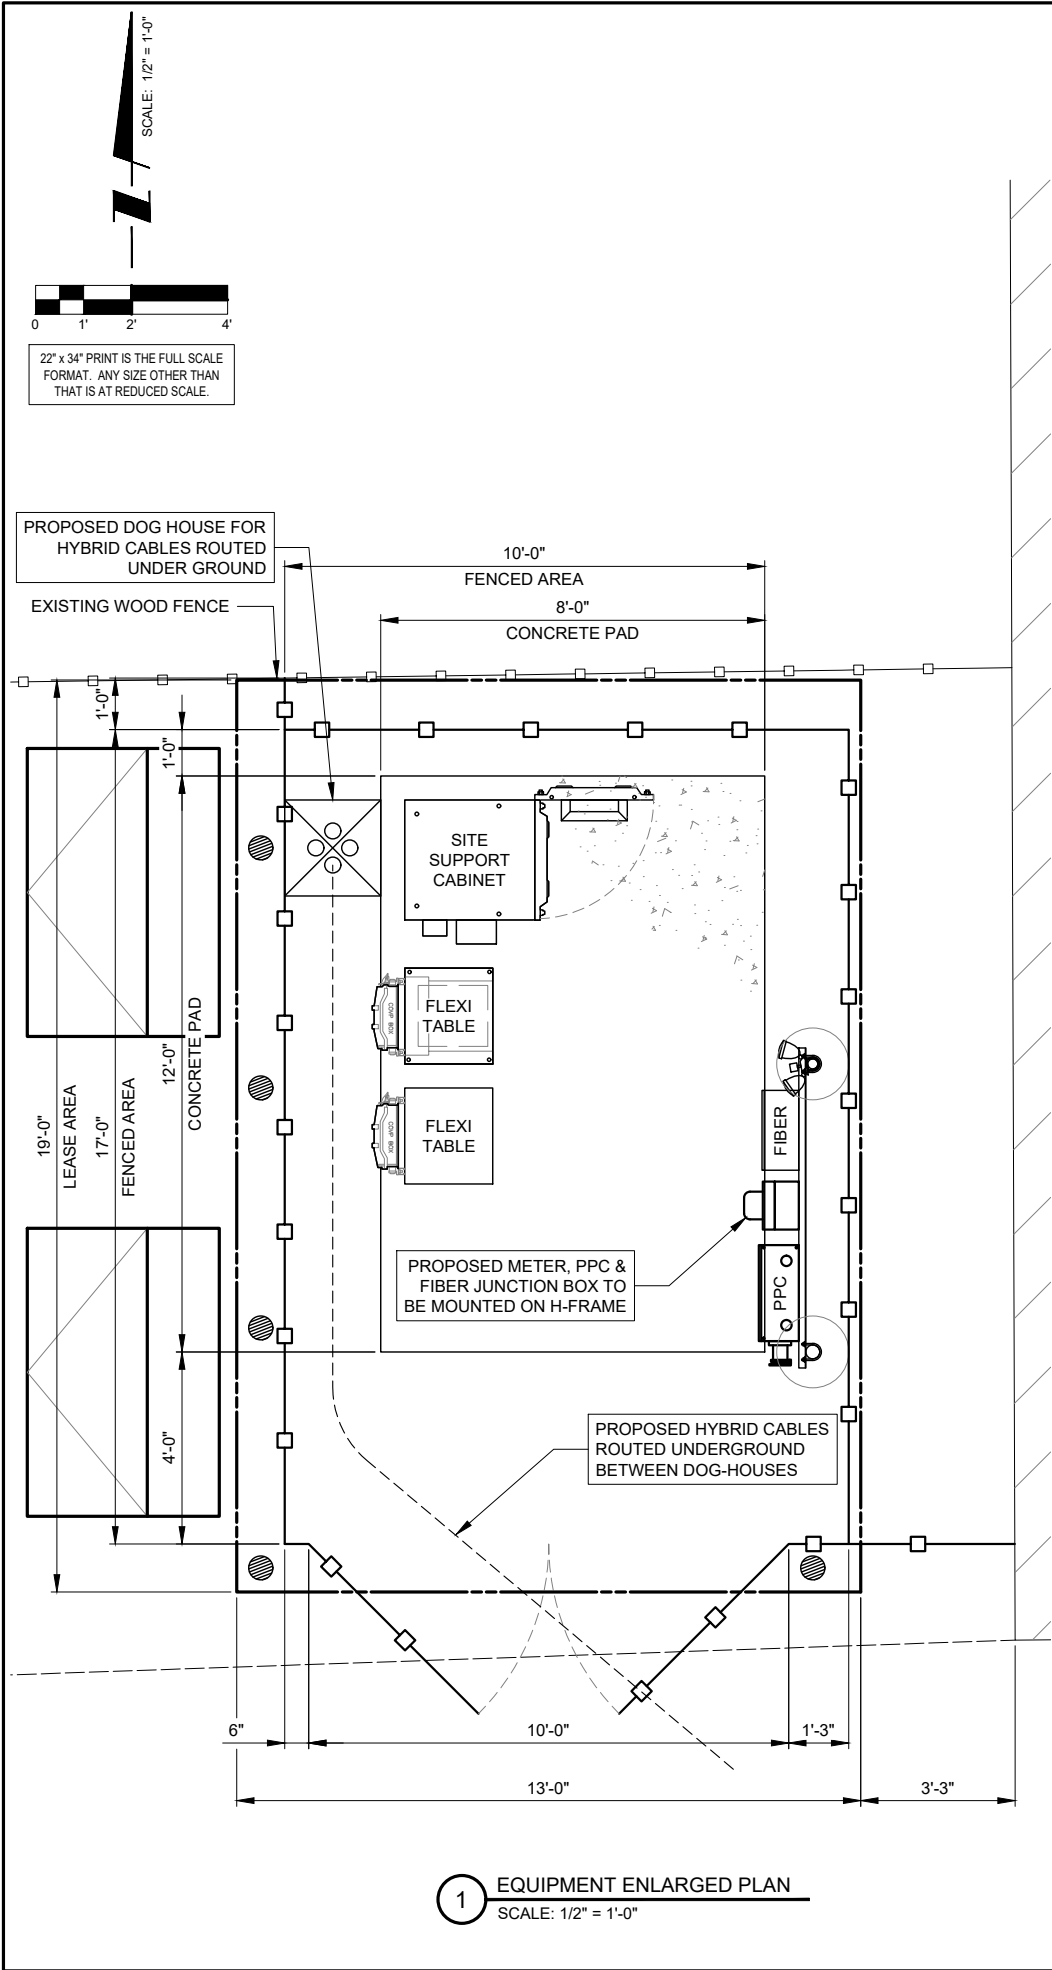 SCALE: 1/2" = 1'-0"
0 1' 2' 4'
22" x 34" PRINT IS THE FULL SCALE
FORMAT. ANY SIZE OTHER THAN
THAT IS AT REDUCED SCALE.
PROPOSED DOG HOUSE FOR
HYBRID CABLES ROUTED
UNDER GROUND
EXISTING WOOD FENCE
10'-0"
FENCED AREA
8'-0"
CONCRETE PAD
1'-0"
1'-0"
SITE
SUPPORT
CABINET
FLEXI
TABLE
COVP BOX
FLEXI
TABLE
COVP BOX
19'-0"
LEASE AREA
17'-0"
FENCED AREA
12'-0"
CONCRETE PAD
FIBER
PPC
PROPOSED METER, PPC &
FIBER JUNCTION BOX TO
BE MOUNTED ON H-FRAME
4'-0"
PROPOSED HYBRID CABLES
ROUTED UNDERGROUND
BETWEEN DOG-HOUSES
6"
10'-0"
1'-3"
13'-0"
3'-3"
1
EQUIPMENT ENLARGED PLAN
SCALE: 1/2" = 1'-0"